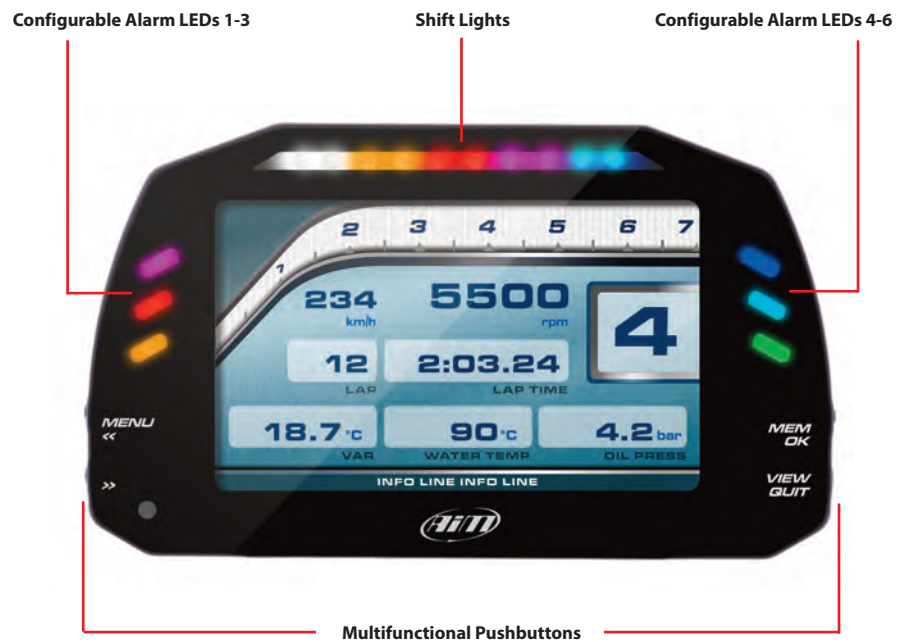 Configurable Alarm LEDs 1-3
Shift Lights
Configurable Alarm LEDs 4-6
1 2 3 4 5 6 7
234
km/h
5500
rpm
4
12
LAP
2:03.24
LAP TIME
18.7 °C
VAR
90 °C
WATER TEMP
4.2 bar
OIL PRESS
INFO LINE INFO LINE
MENU
<<
>>
MEM
OK
VIEW
QUIT
AiM
Multifunctional Pushbuttons